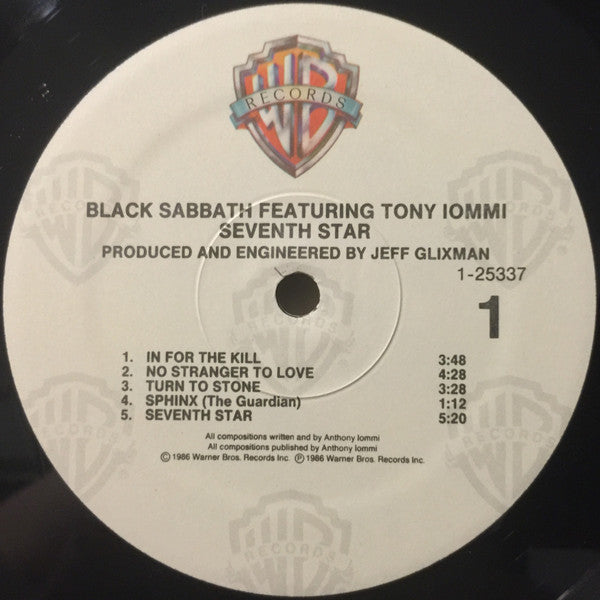 WB
RECORDS
BLACK SABBATH FEATURING TONY IOMMI
SEVENTH STAR
PRODUCED AND ENGINEERED BY JEFF GLIXMAN
1-25337
1
1. IN FOR THE KILL 3:48
2. NO STRANGER TO LOVE 4:28
3. TURN TO STONE 3:28
4. SPHINX (The Guardian) 1:12
5. SEVENTH STAR 5:20
All compositions written and by Anthony Iommi
All compositions published by Anthony Iommi
©1986 Warner Bros. Records Inc. ℗1986 Warner Bros. Records Inc.
RECORDS